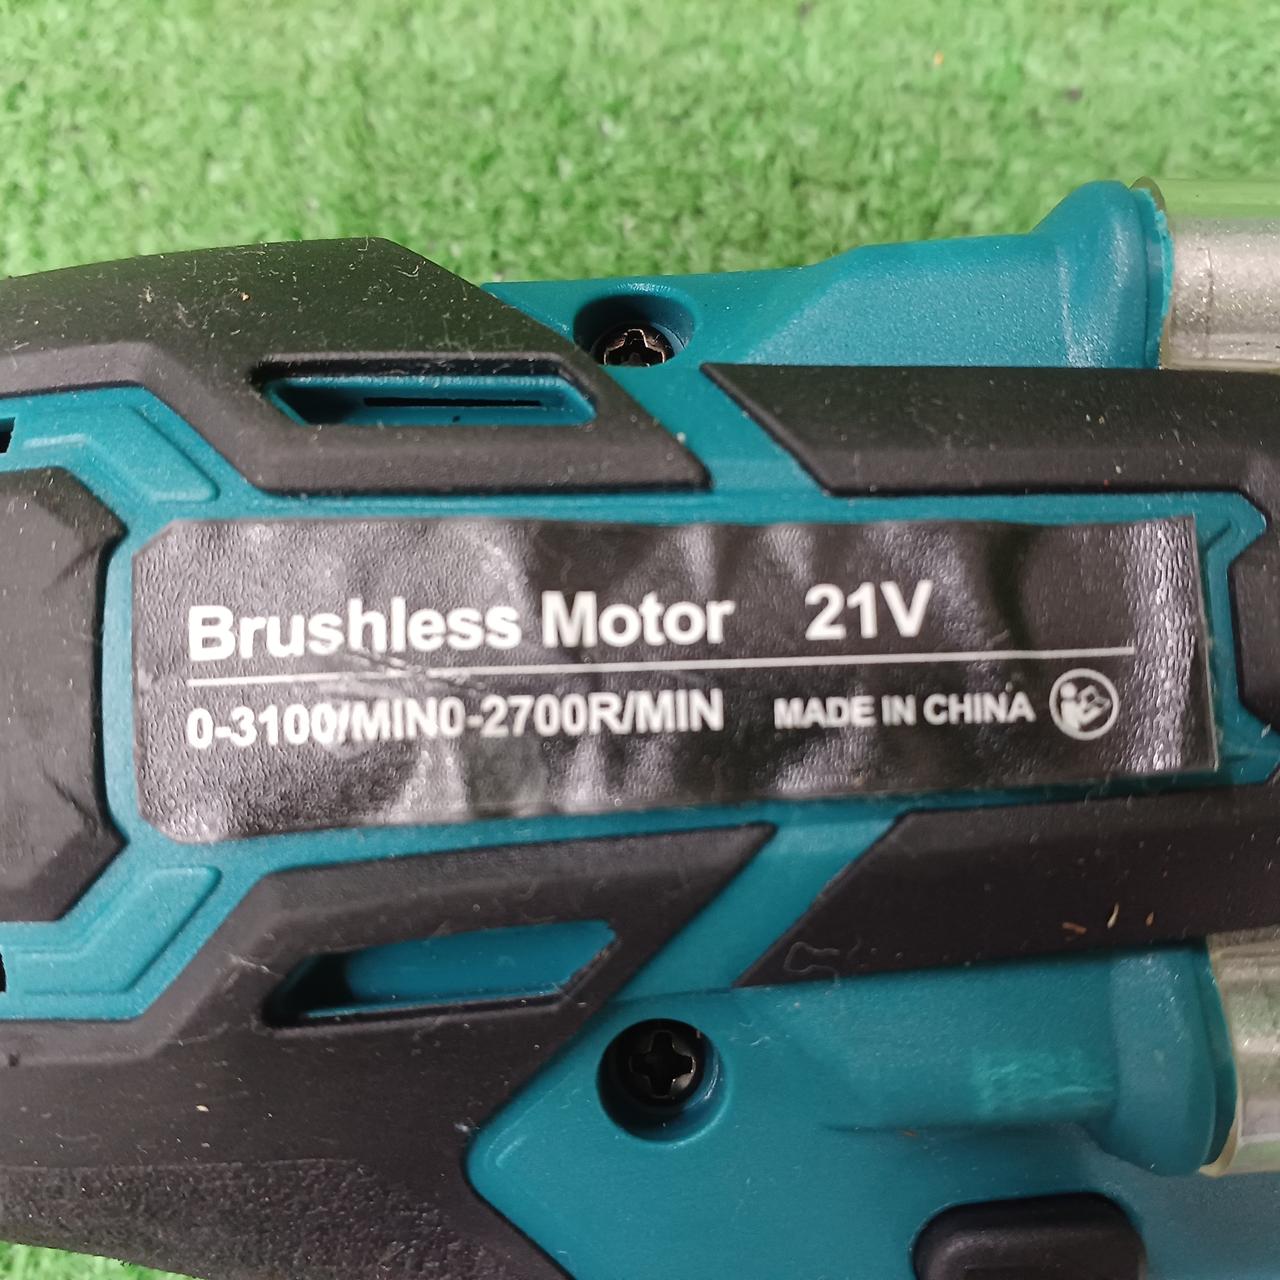 Brushless Motor 21V
0-3100/MIN0-2700R/MIN MADE IN CHINA